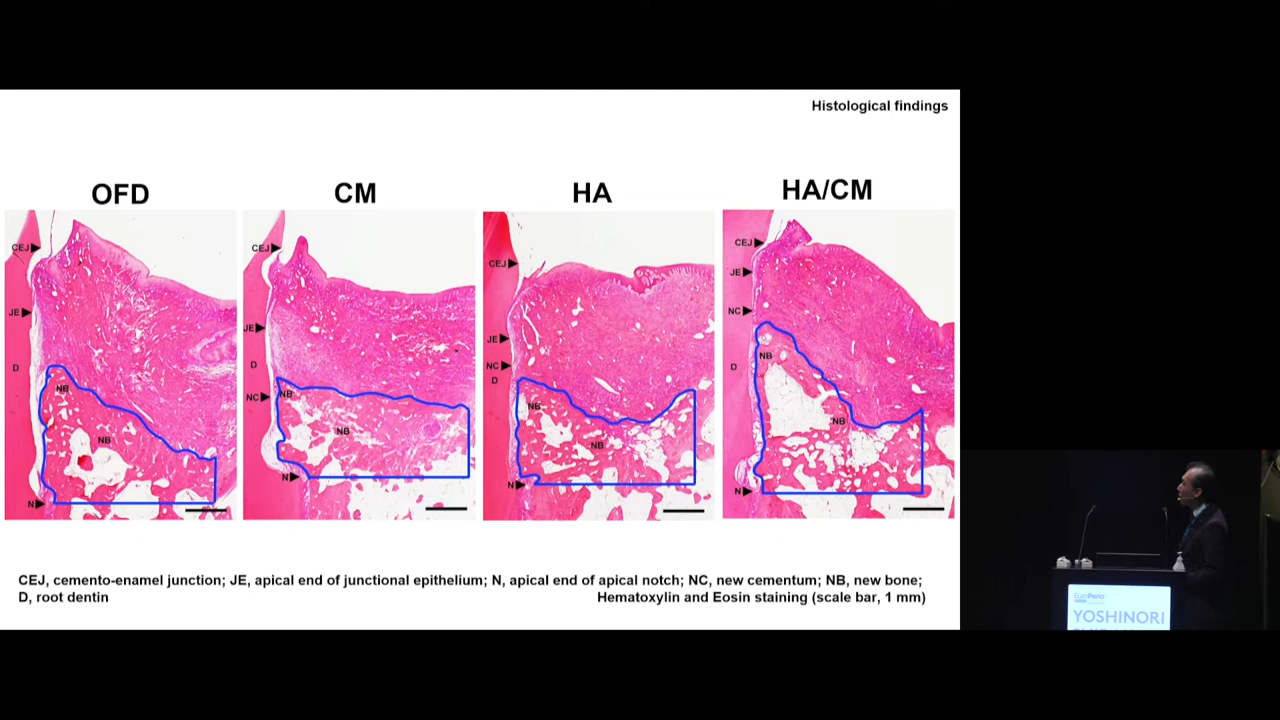 Histological findings
OFD
CM
HA
HA/CM
CEJ
JE
D
NB
NB
N
CEJ
JE
D
NC
NB
NB
N
CEJ
JE
NC
D
NB
NB
N
CEJ
JE
NC
NB
D
NB
N
CEJ, cemento-enamel junction; JE, apical end of junctional epithelium; N, apical end of apical notch; NC, new cementum; NB, new bone;
D, root dentin
Hematoxylin and Eosin staining (scale bar, 1 mm)
EuroPerio
YOSHINORI